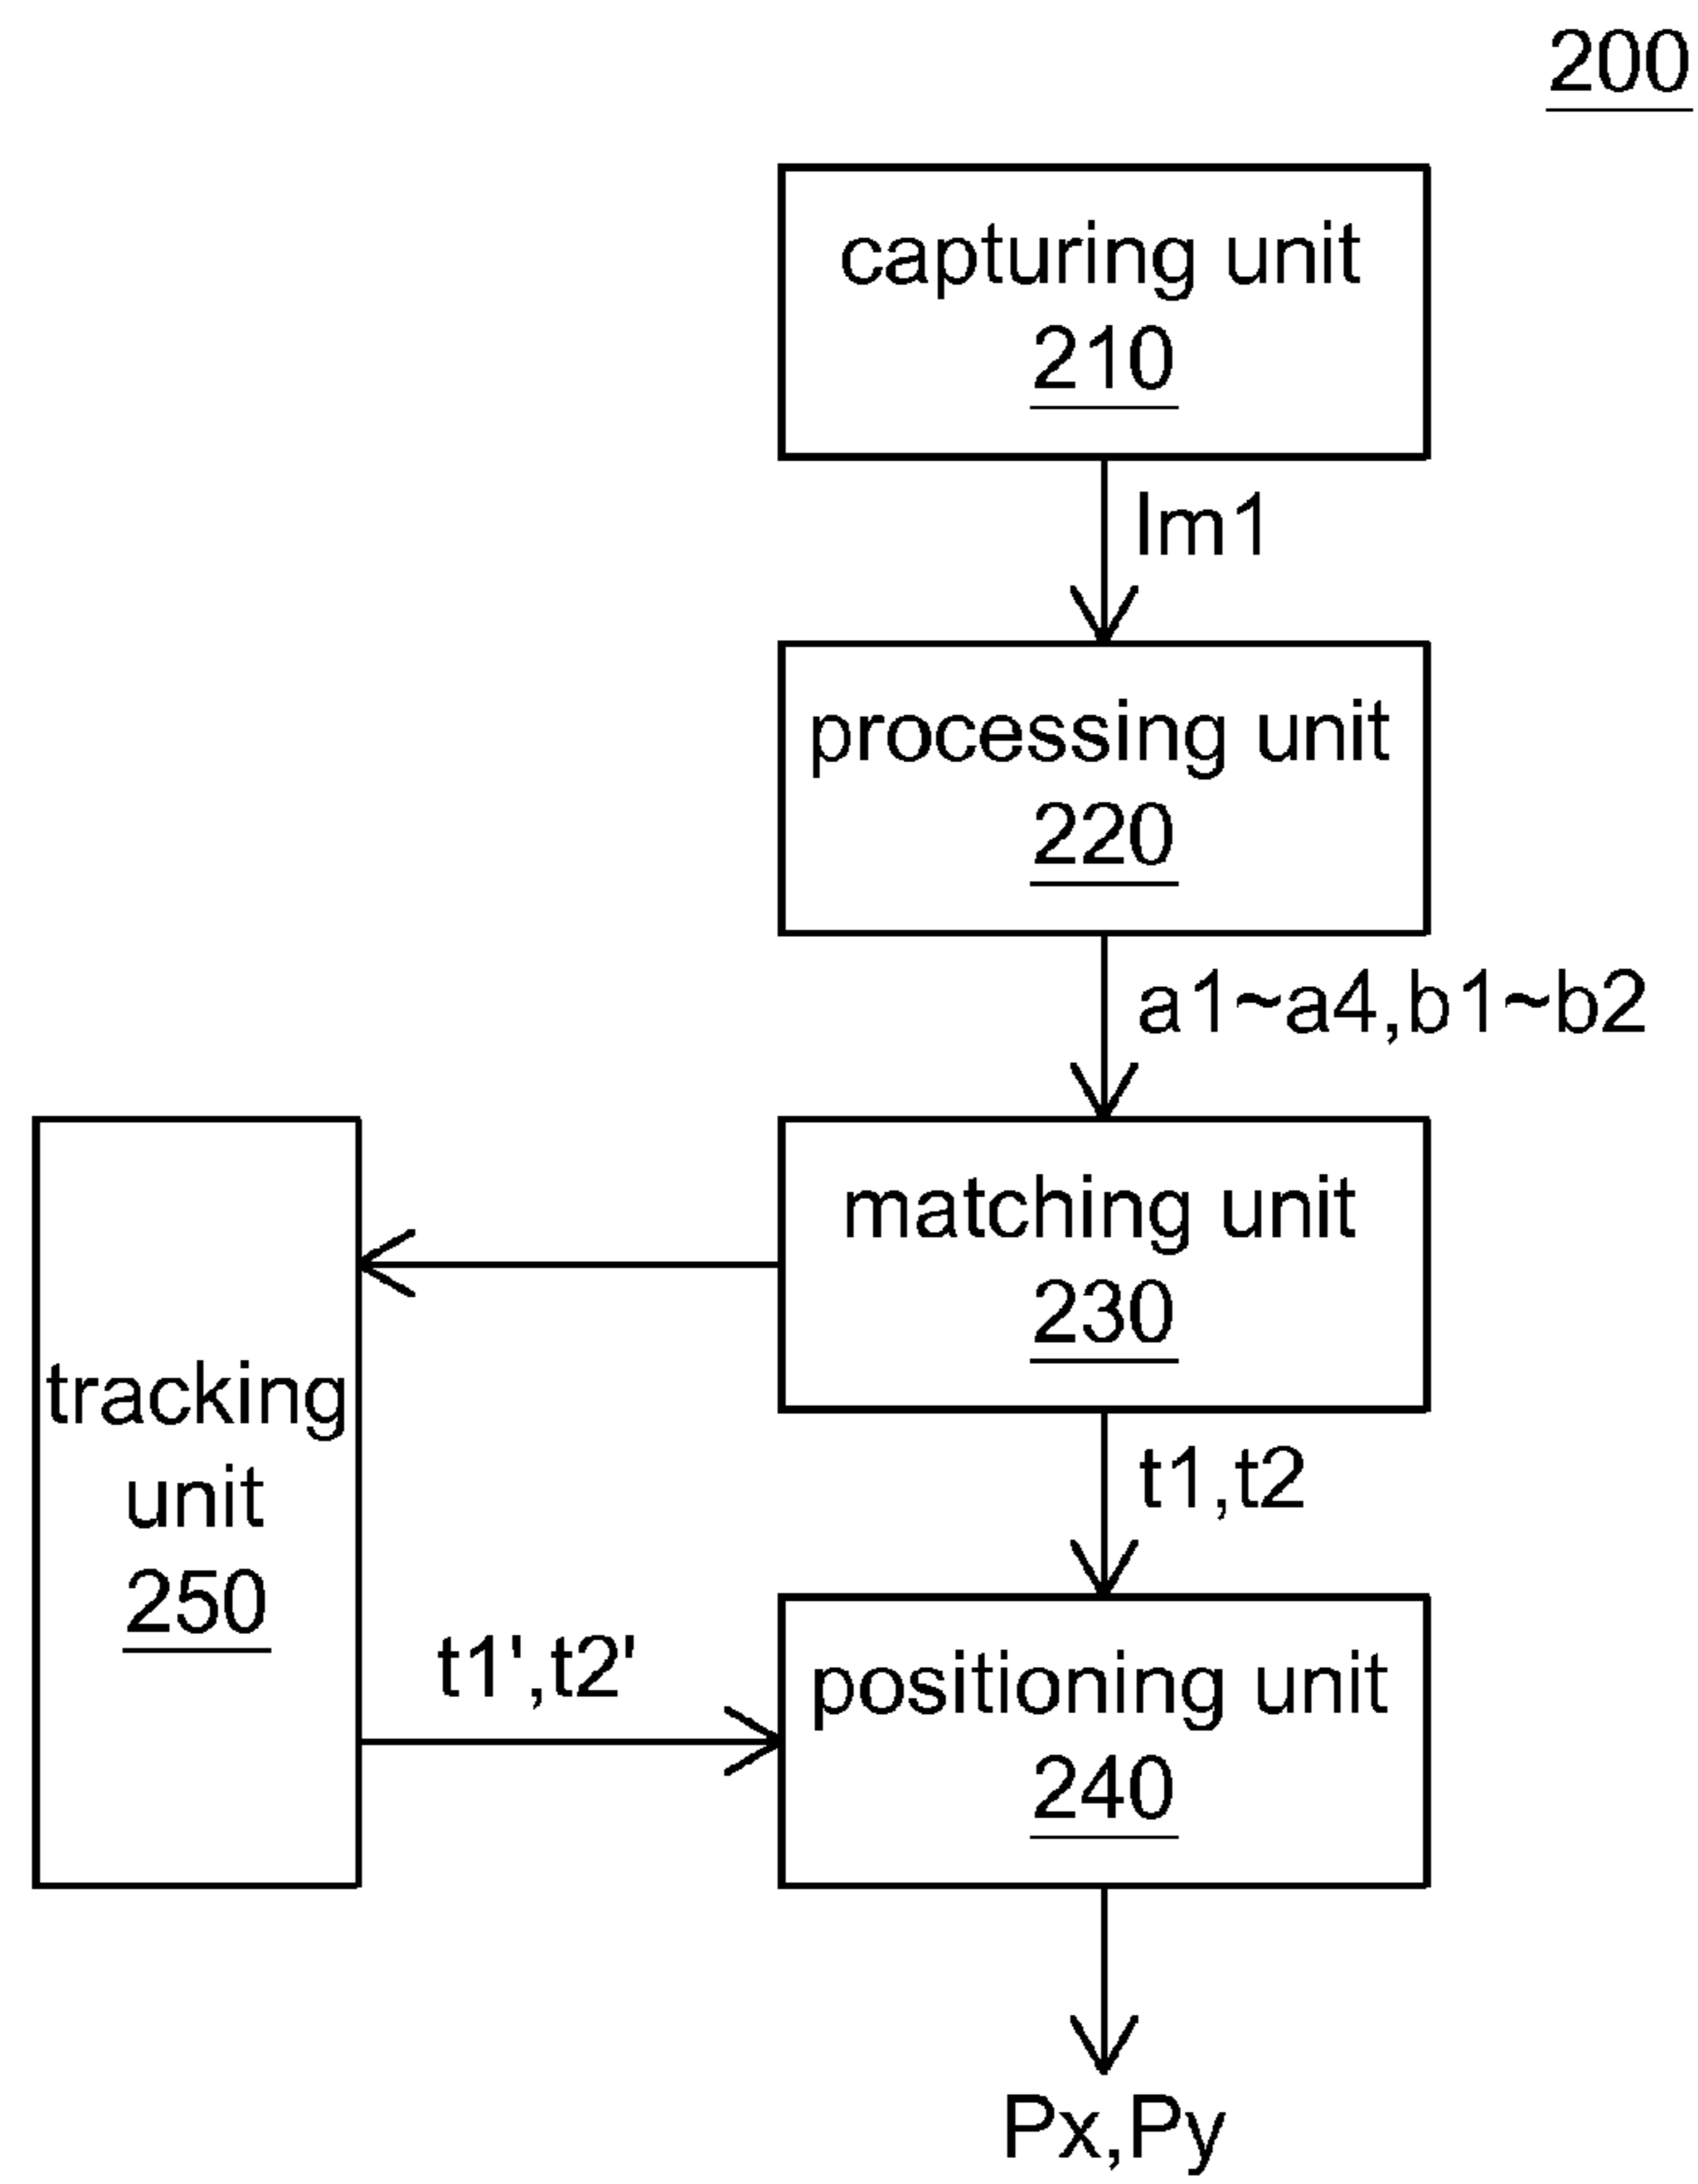 200
capturing unit
210
Im1
processing unit
220
a1~a4,b1~b2
matching unit
230
tracking
unit
250
t1,t2
t1',t2'
positioning unit
240
Px,Py